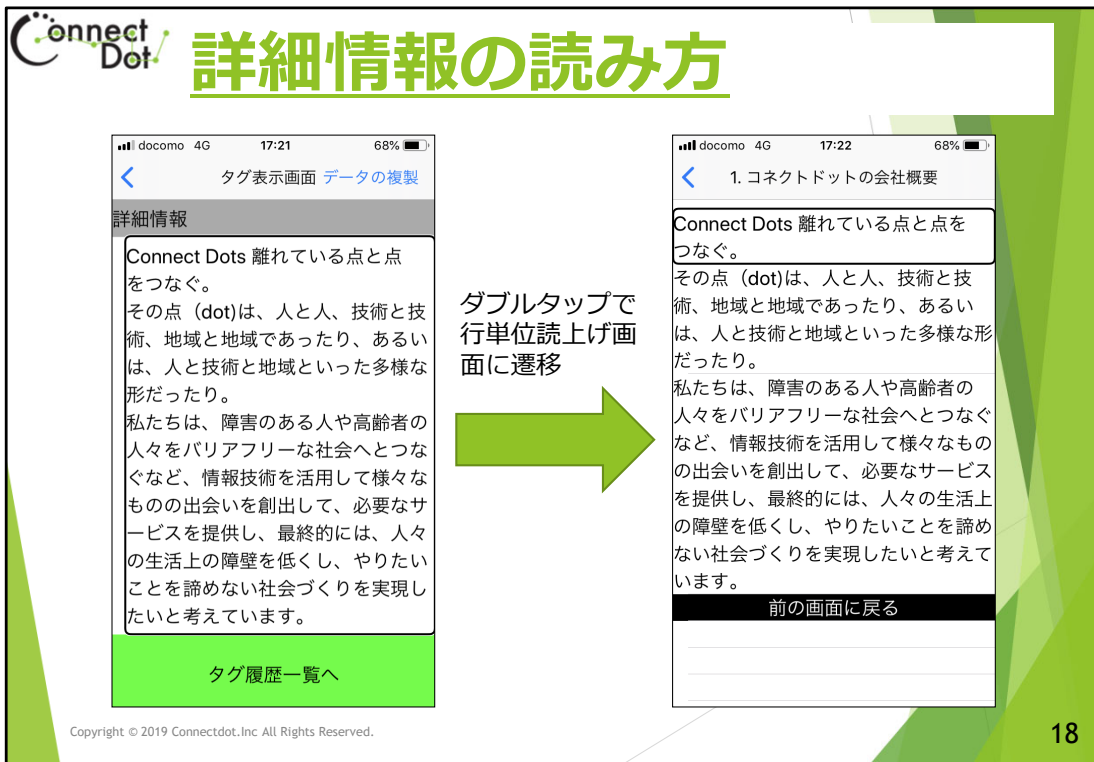 Connect
Dot
詳細情報の読み方
docomo 4G 17:21 68%
タグ表示画面 データの複製
詳細情報
Connect Dots 離れている点と点
をつなぐ。
その点（dot)は、人と人、技術と技
術、地域と地域であったり、あるい
は、人と技術と地域といった多様な
形だったり。
私たちは、障害のある人や高齢者の
人々をバリアフリーな社会へとつな
ぐなど、情報技術を活用して様々な
ものの出会いを創出して、必要なサ
ービスを提供し、最終的には、人々
の生活上の障壁を低くし、やりたい
ことを諦めない社会づくりを実現し
たいと考えています。
タグ履歴一覧へ
ダブルタップで
行単位読上げ画
面に遷移
docomo 4G 17:22 68%
1. コネクトドットの会社概要
Connect Dots 離れている点と点を
つなぐ。
その点（dot)は、人と人、技術と技
術、地域と地域であったり、あるい
は、人と技術と地域といった多様な形
だったり。
私たちは、障害のある人や高齢者の
人々をバリアフリーな社会へとつなぐ
など、情報技術を活用して様々なもの
の出会いを創出して、必要なサービス
を提供し、最終的には、人々の生活上
の障壁を低くし、やりたいことを諦め
ない社会づくりを実現したいと考えて
います。
前の画面に戻る
Copyright © 2019 Connectdot.Inc All Rights Reserved.
18